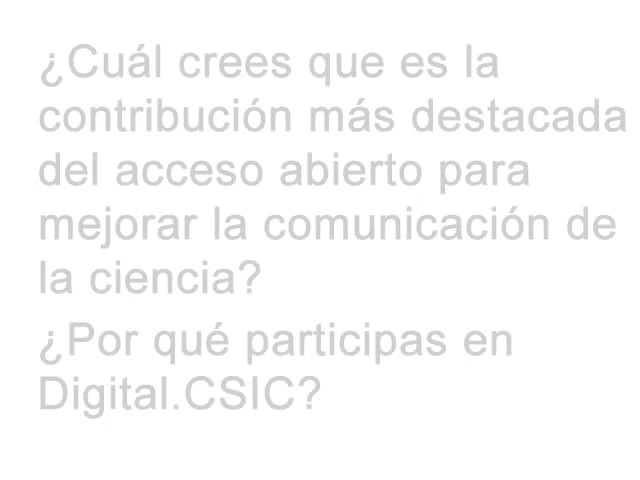 ¿Cuál crees que es la
contribución más destacada
del acceso abierto para
mejorar la comunicación de
la ciencia?
¿Por qué participas en
Digital.CSIC?